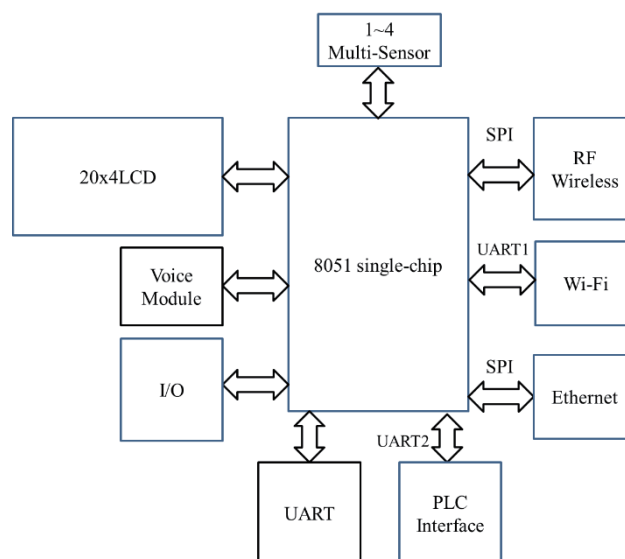 1~4
Multi-Sensor
SPI
20x4LCD
RF
Wireless
UART1
Voice
Module
8051 single-chip
Wi-Fi
I/O
SPI
Ethernet
UART2
UART
PLC
Interface